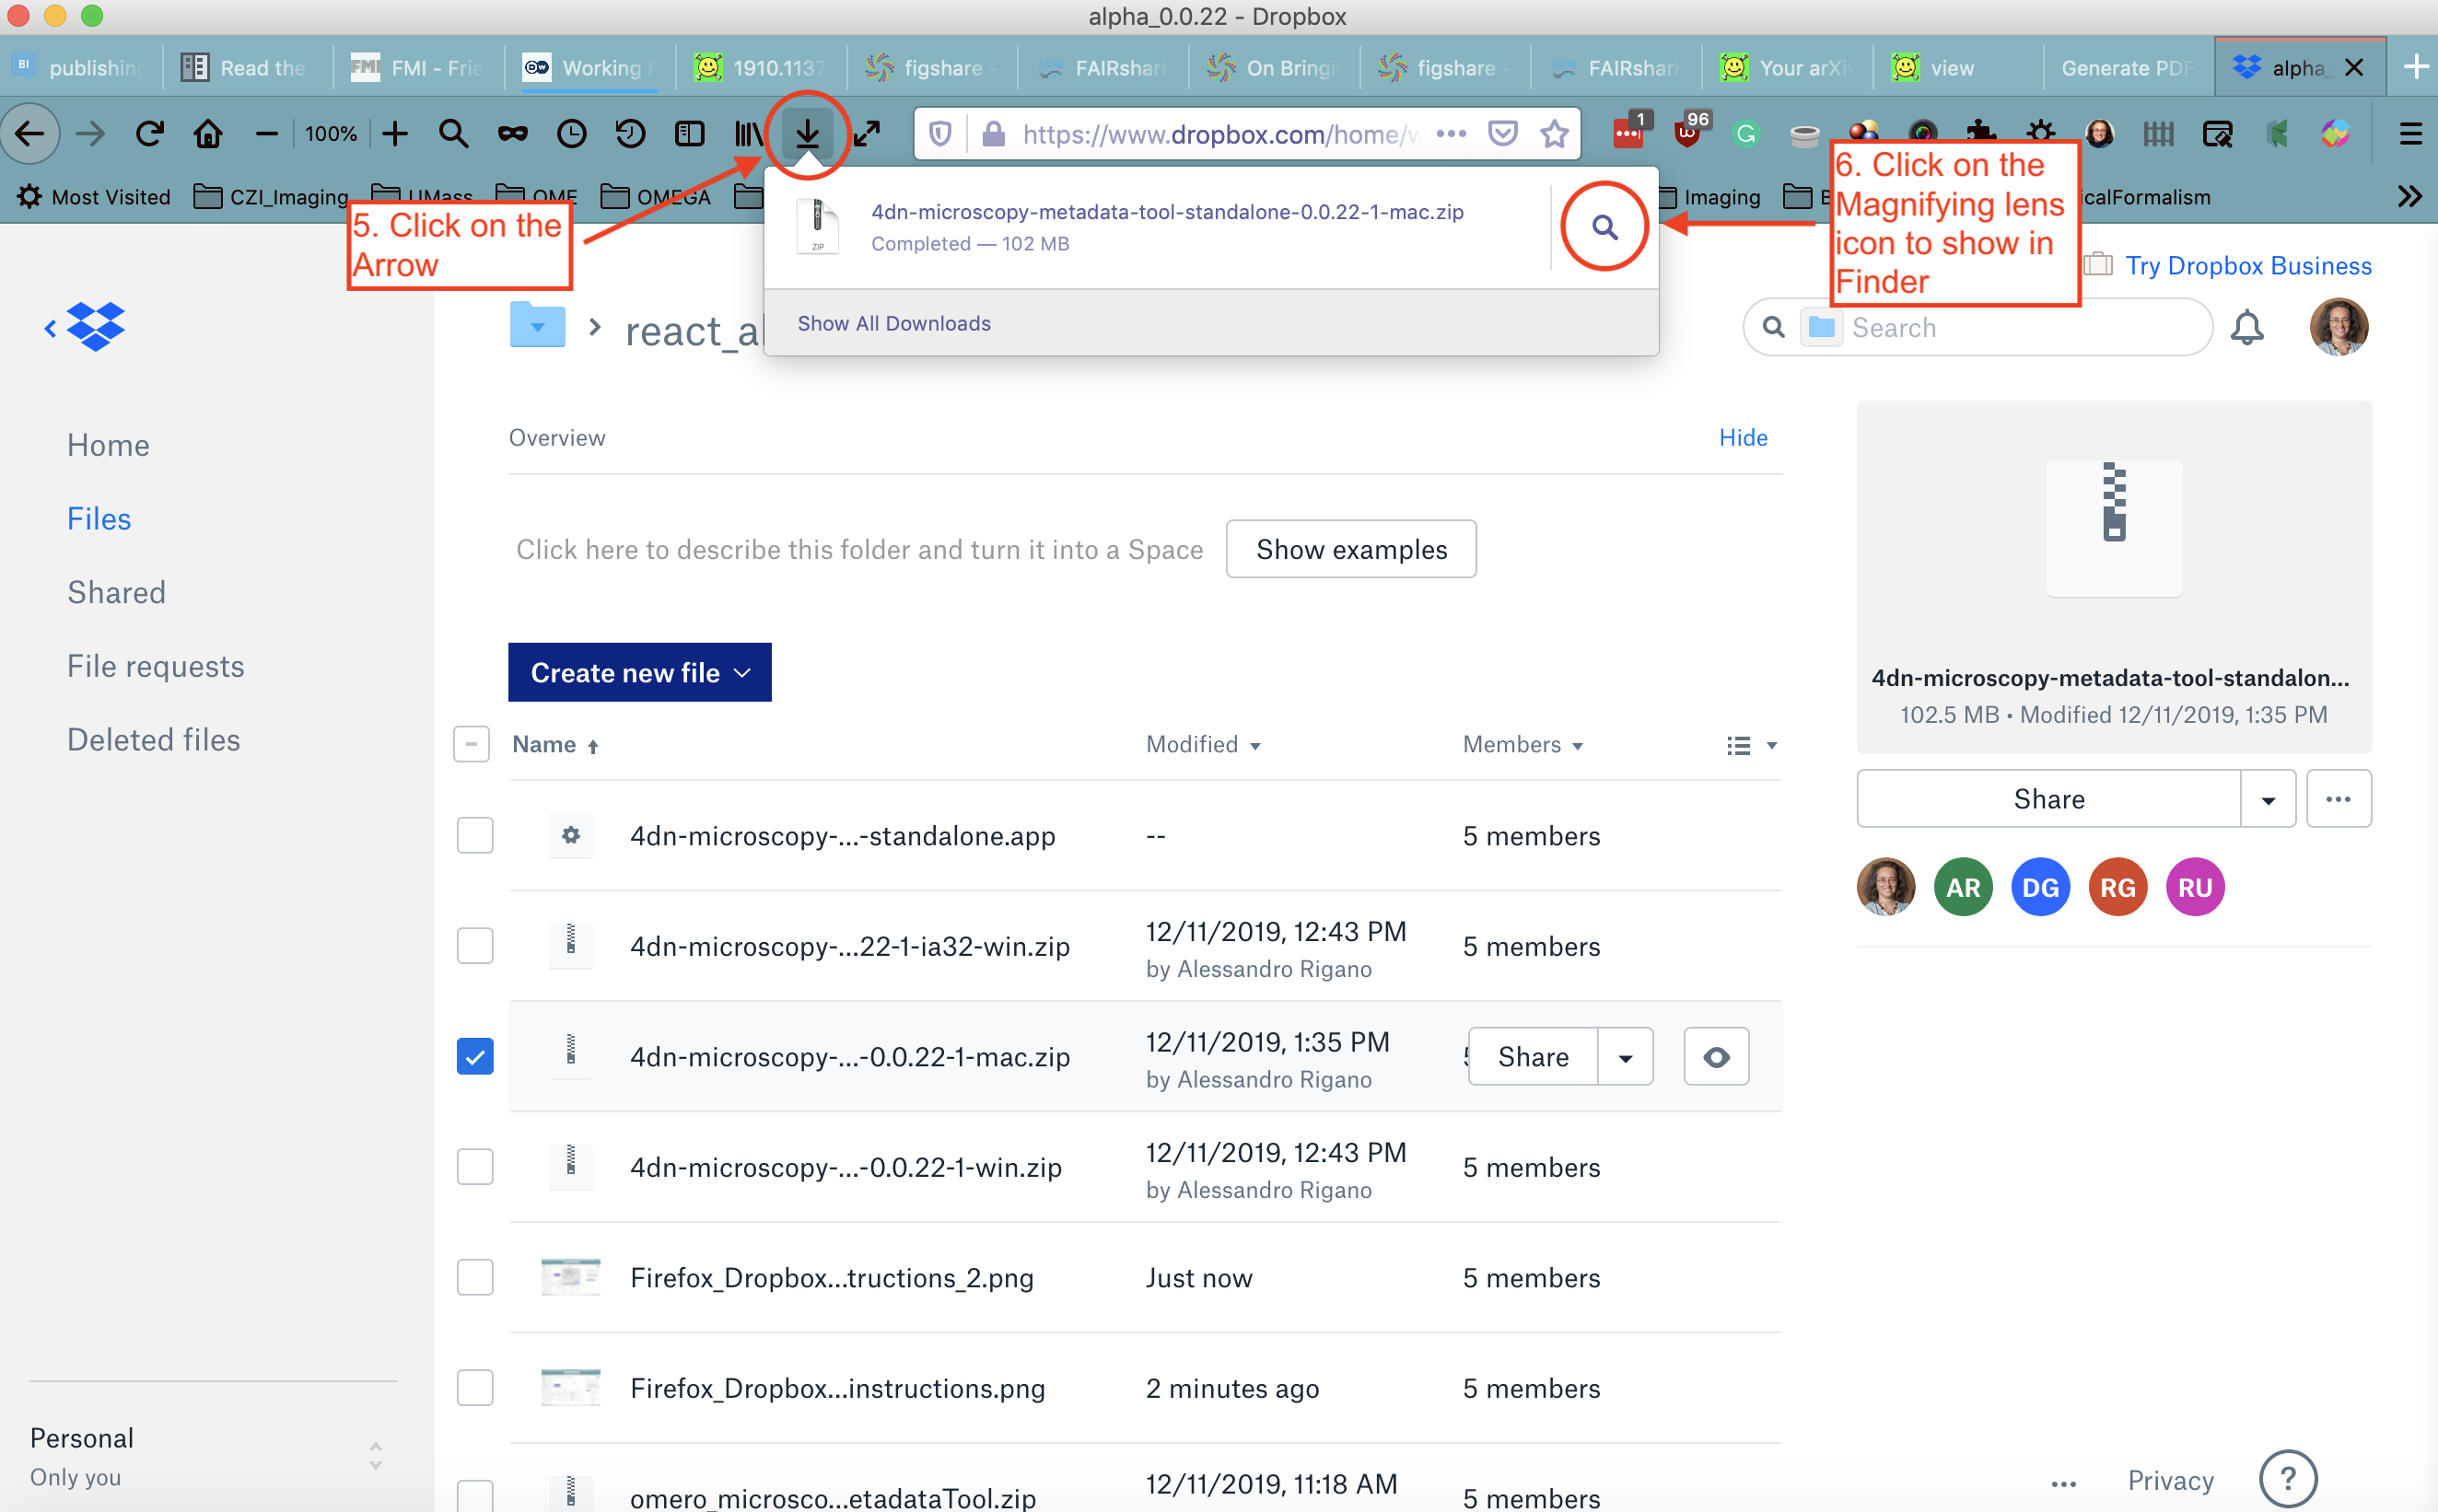 alpha_0.0.22 - Dropbox
BI publishing
Read the
FMI FMI - Frie
DW Working
1910.1137
figshare -
FAIR FAIRshari
On Bringi
figshare -
FAIR FAIRshari
Your arXiv
view
Generate PDF
alpha_
100%
https://www.dropbox.com/home/w
1
96
Most Visited
CZI_Imaging
UMass
OME
OMEGA
Imaging
B
icalFormalism
5. Click on the
Arrow
6. Click on the
Magnifying lens
icon to show in
Finder
ZIP
4dn-microscopy-metadata-tool-standalone-0.0.22-1-mac.zip
Completed — 102 MB
Show All Downloads
Try Dropbox Business
react_al
Search
Home
Files
Shared
File requests
Deleted files
Personal
Only you
Overview
Hide
Click here to describe this folder and turn it into a Space
Show examples
Create new file
Name
Modified
Members
4dn-microscopy-...-standalone.app
--
5 members
4dn-microscopy-...22-1-ia32-win.zip
12/11/2019, 12:43 PM
by Alessandro Rigano
5 members
4dn-microscopy-...-0.0.22-1-mac.zip
12/11/2019, 1:35 PM
by Alessandro Rigano
Share
4dn-microscopy-...-0.0.22-1-win.zip
12/11/2019, 12:43 PM
by Alessandro Rigano
5 members
Firefox_Dropbox...tructions_2.png
Just now
5 members
Firefox_Dropbox...instructions.png
2 minutes ago
5 members
omero_microsco...etadataTool.zip
12/11/2019, 11:18 AM
5 members
4dn-microscopy-metadata-tool-standalon...
102.5 MB • Modified 12/11/2019, 1:35 PM
Share
AR
DG
RG
RU
Privacy
?